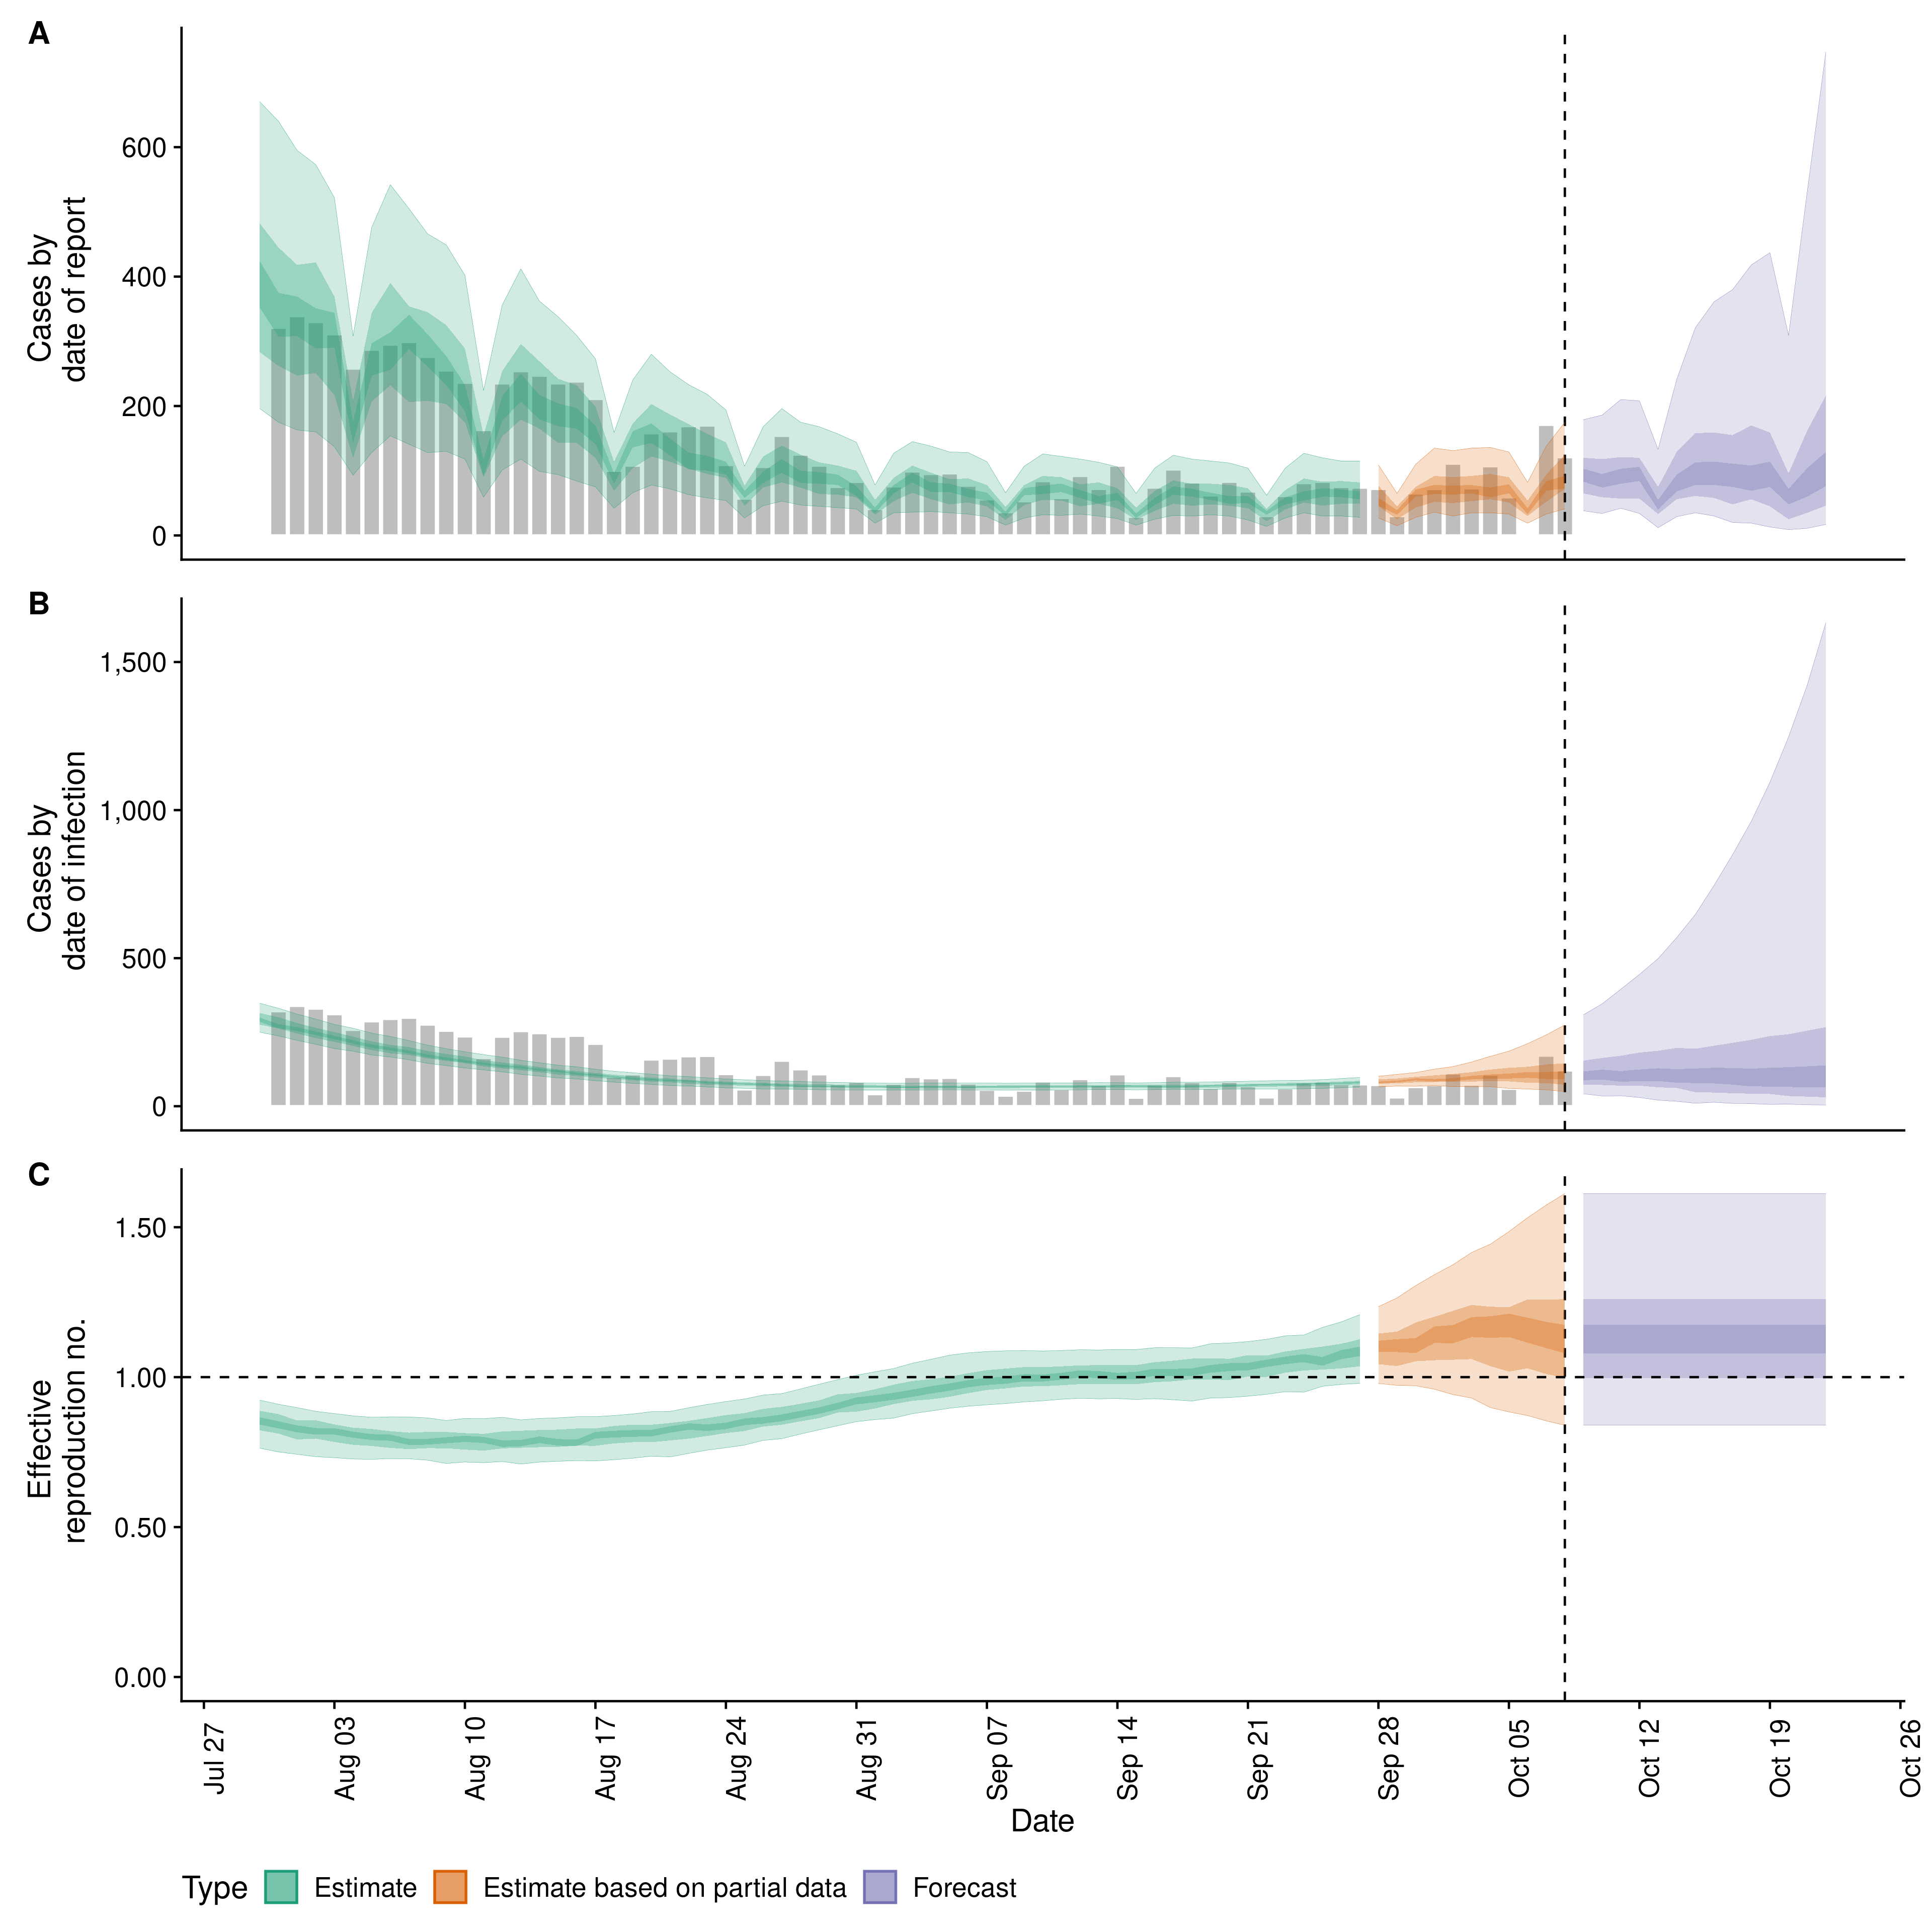 A
Cases by
date of report
600
400
200
0
B
Cases by
date of infection
1,500
1,000
500
0
C
Effective
reproduction no.
1.50
1.00
0.50
0.00
Jul 27
Aug 03
Aug 10
Aug 17
Aug 24
Aug 31
Sep 07
Sep 14
Sep 21
Sep 28
Oct 05
Oct 12
Oct 19
Oct 26
Date
Type Estimate Estimate based on partial data Forecast